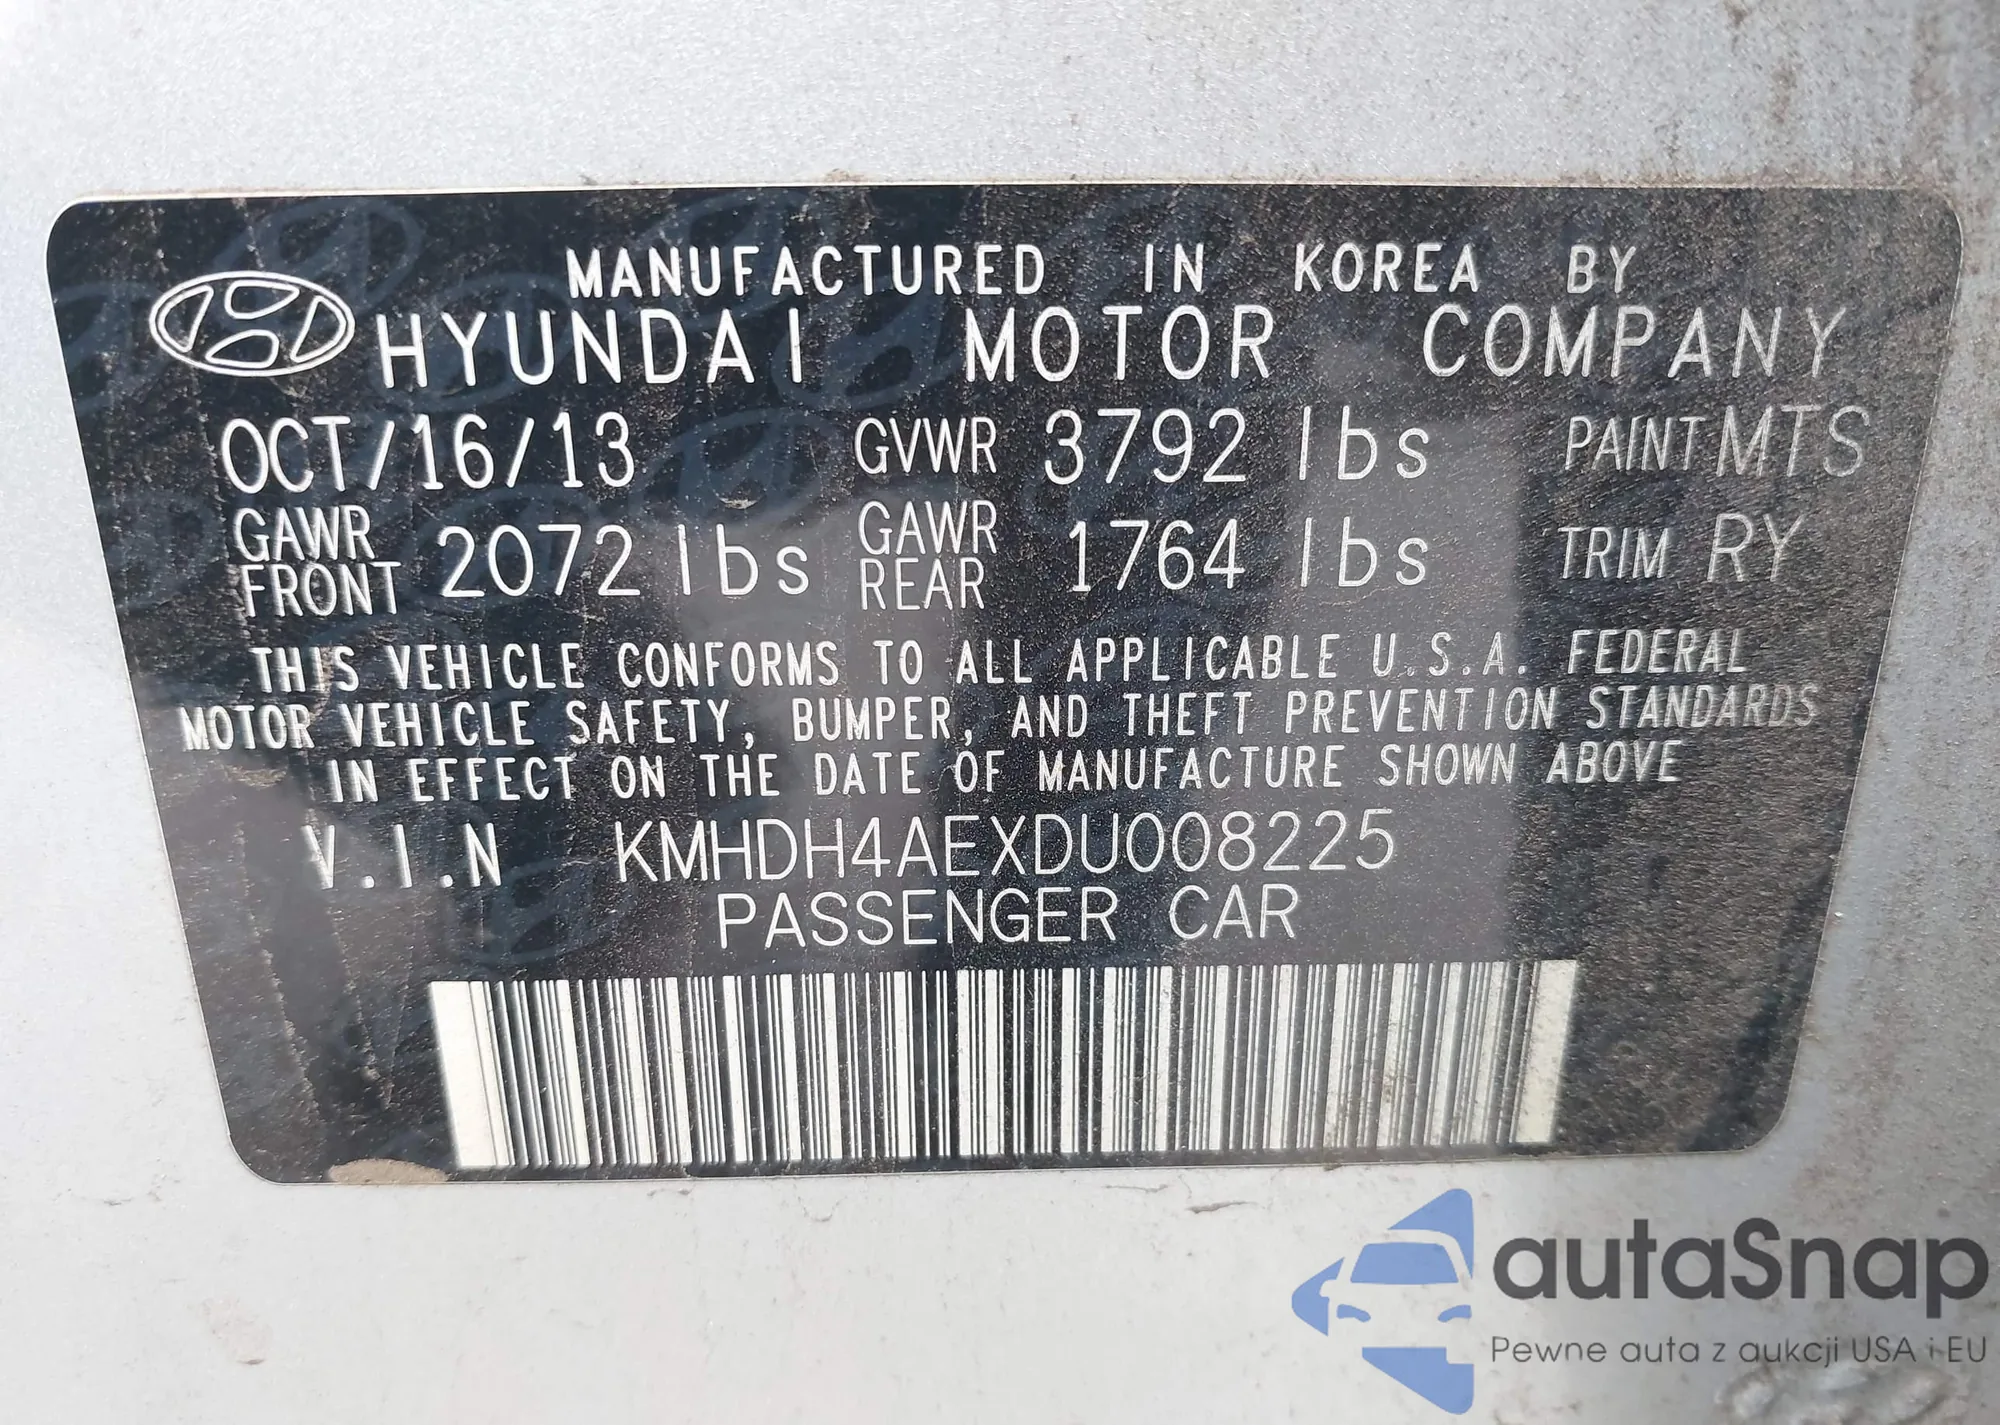 MANUFACTURED IN KOREA BY
HYUNDAI MOTOR COMPANY
OCT/16/13 GVWR 3792 lbs PAINT MTS
GAWR FRONT 2072 lbs GAWR REAR 1764 lbs TRIM RY
THIS VEHICLE CONFORMS TO ALL APPLICABLE U.S.A. FEDERAL
MOTOR VEHICLE SAFETY, BUMPER, AND THEFT PREVENTION STANDARDS
IN EFFECT ON THE DATE OF MANUFACTURE SHOWN ABOVE
V.I.N KMHDH4AEXDU008225
PASSENGER CAR
autaSnap
Pewne auta z aukcji USA i EU